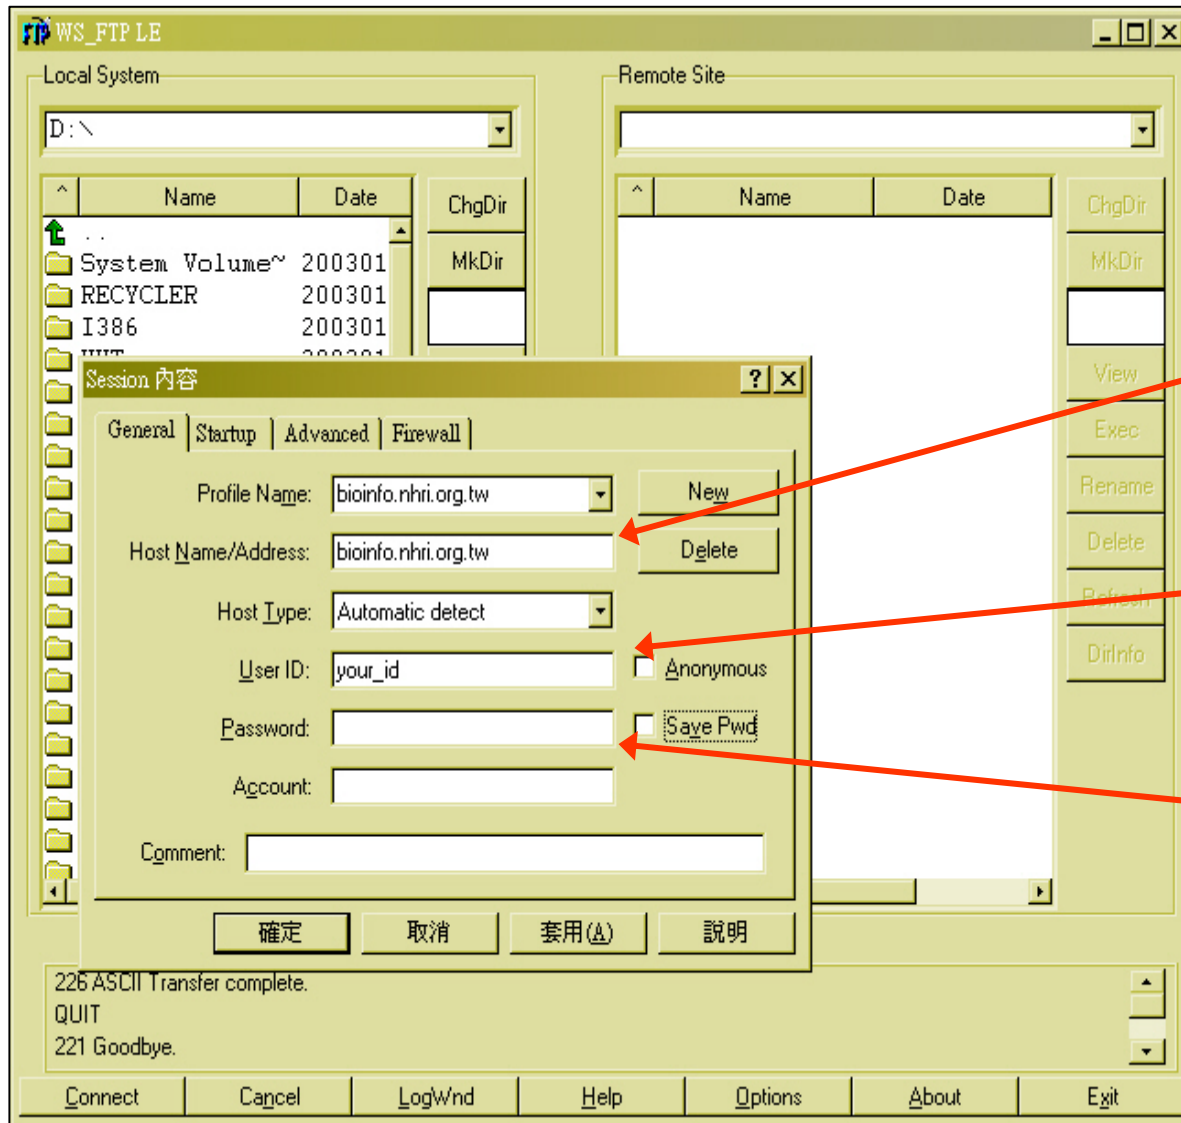 WS_FTP LE
Local System
Remote Site
D:\
^ Name Date
ChgDir
^ Name Date
ChgDir
..
System Volume~ 200301
MkDir
MkDir
RECYCLER 200301
I386 200301
Session 內容
View
General Startup Advanced Firewall
Exec
Profile Name: bioinfo.nhri.org.tw
New
Rename
Host Name/Address: bioinfo.nhri.org.tw
Delete
Delete
Host Type: Automatic detect
Refresh
User ID: your_id
Anonymous
DirInfo
Password:
Save Pwd
Account:
Comment:
確定 取消 套用(A) 說明
226 ASCII Transfer complete.
QUIT
221 Goodbye.
Connect Cancel LogWnd Help Options About Exit